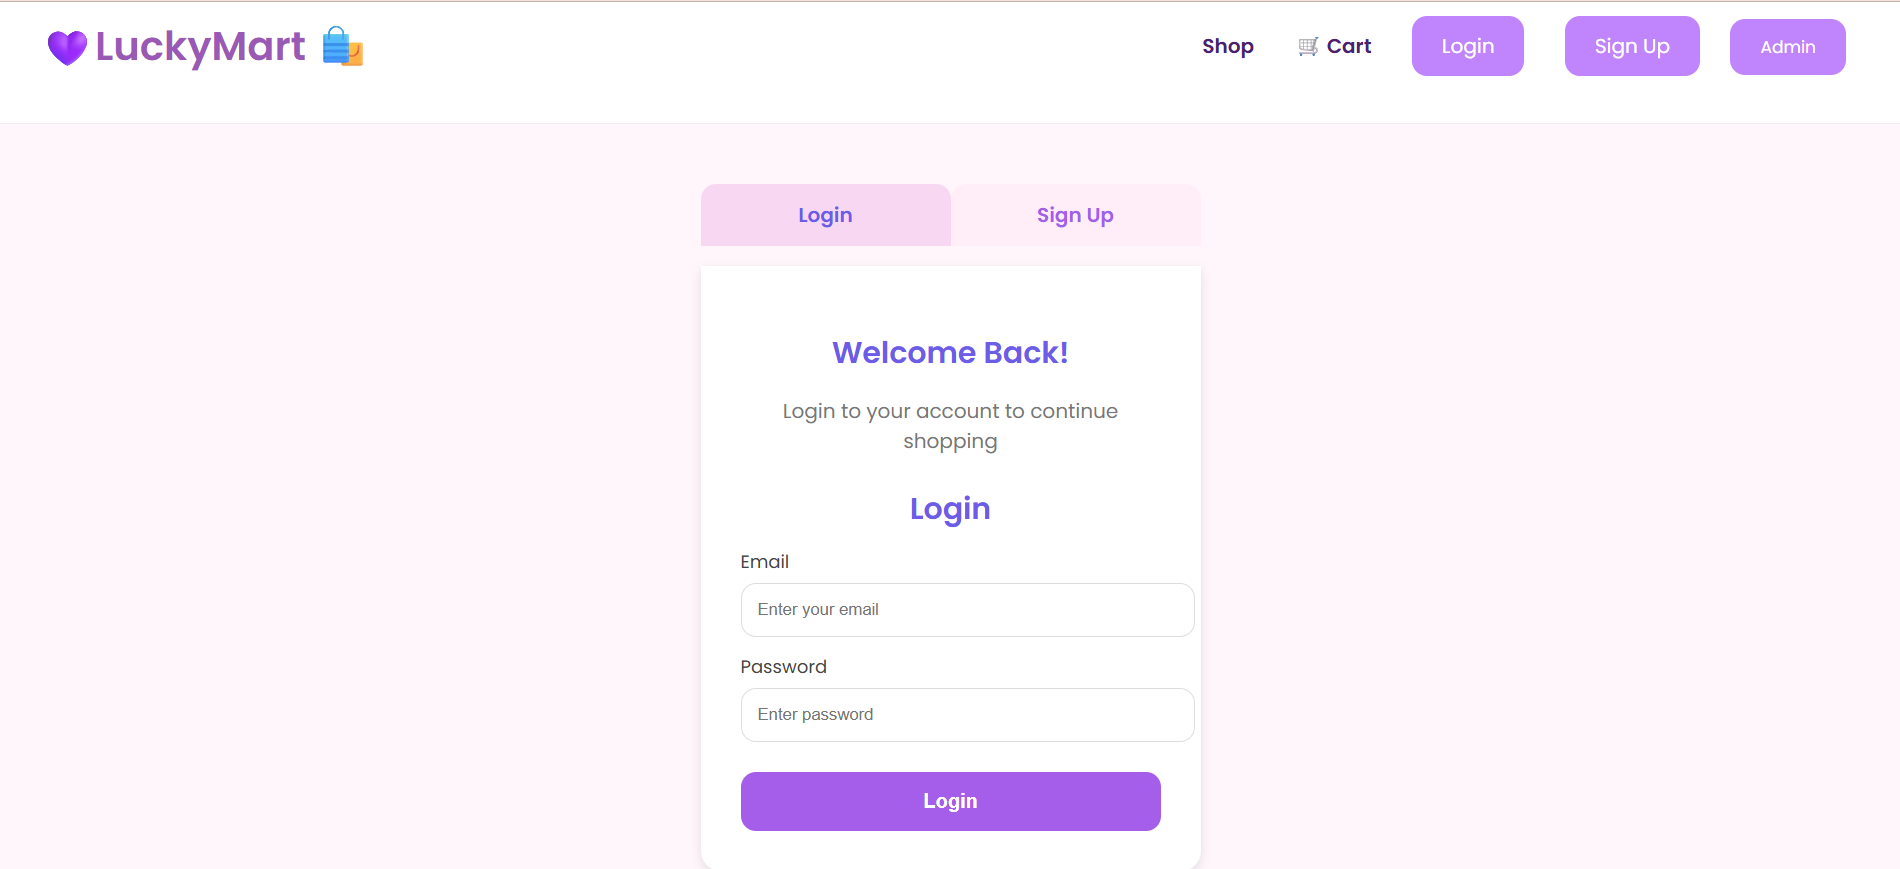 💜 LuckyMart 🛍️
Shop
🛒 Cart
Login
Sign Up
Admin
Login
Sign Up
Welcome Back!
Login to your account to continue
shopping
Login
Email
Enter your email
Password
Enter password
Login